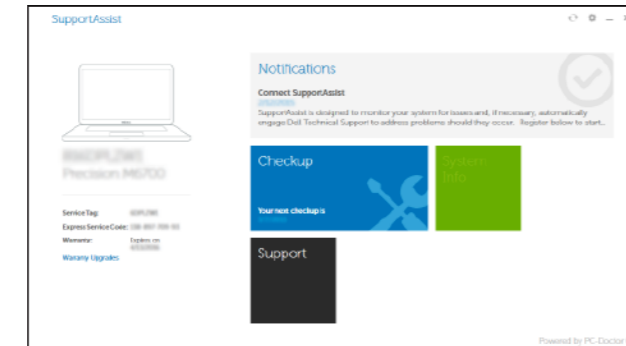 SupportAssist
Notifications
Connect SupportAssist
SupportAssist is designed to monitor your system for issues and, if necessary, automatically
engage Dell Technical Support to address problems should they occur. Register below to start...
Precision M6700
Checkup
System
Info
Service Tag:
Your next checkup is
Express Service Code:
Warranty: Expires on
Warranty Upgrades
Support
Powered by PC-Doctor